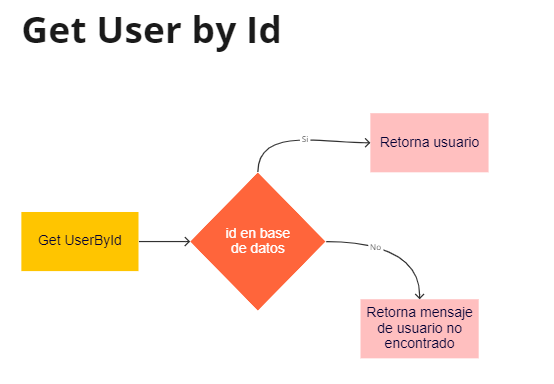 Get User by Id
Si
Retorna usuario
id en base
de datos
Get UserById
No
Retorna mensaje
de usuario no
encontrado